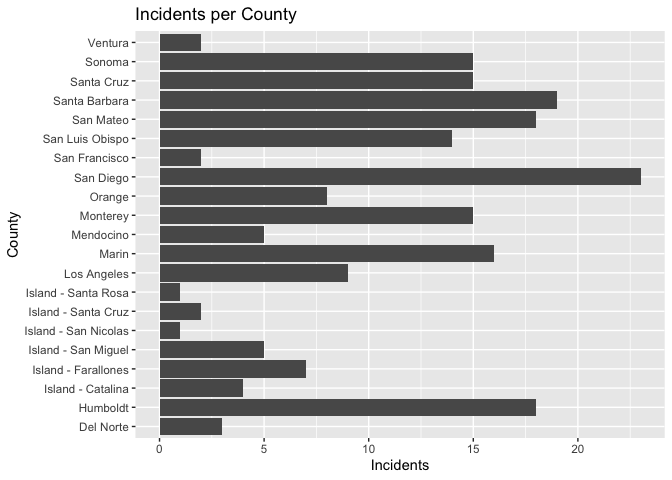 Incidents per County
Ventura
Sonoma
Santa Cruz
Santa Barbara
San Mateo
San Luis Obispo
San Francisco
San Diego
Orange
Monterey
Mendocino
Marin
Los Angeles
Island - Santa Rosa
Island - Santa Cruz
Island - San Nicolas
Island - San Miguel
Island - Farallones
Island - Catalina
Humboldt
Del Norte
County
0 5 10 15 20
Incidents